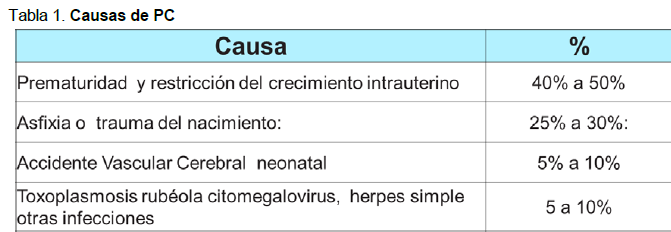 Tabla 1. Causas de PC
Causa %
Prematuridad y restricción del crecimiento intrauterino 40% a 50%
Asfixia o trauma del nacimiento: 25% a 30%:
Accidente Vascular Cerebral neonatal 5% a 10%
Toxoplasmosis rubéola citomegalovirus, herpes simple
otras infecciones 5 a 10%